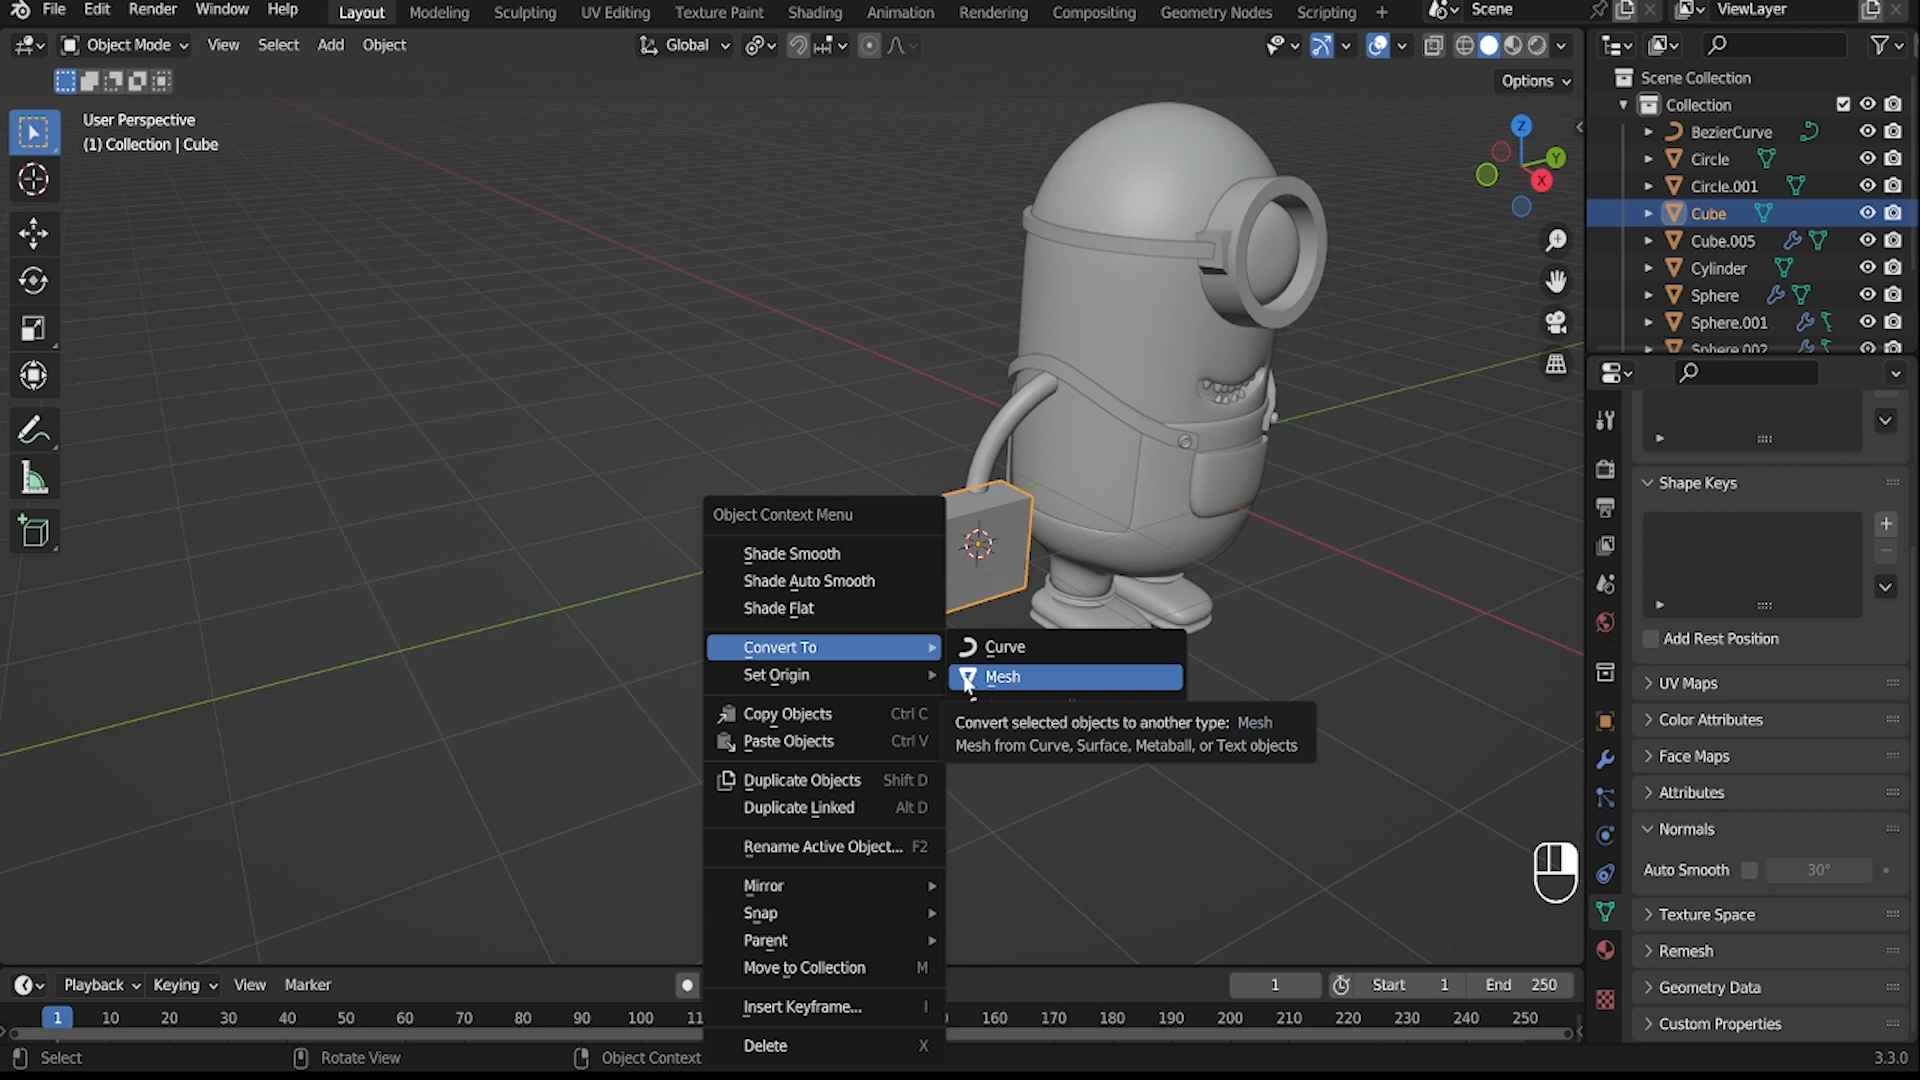 File Edit Render Window Help
Layout Modeling Sculpting UV Editing Texture Paint Shading Animation Rendering Compositing Geometry Nodes Scripting +
Scene
ViewLayer
Object Mode View Select Add Object
Global
Options
User Perspective
(1) Collection | Cube
Z
Y
X
Scene Collection
Collection
BezierCurve
Circle
Circle.001
Cube
Cube.005
Cylinder
Sphere
Sphere.001
Sphere.002
Shape Keys
Add Rest Position
UV Maps
Color Attributes
Face Maps
Attributes
Normals
Auto Smooth 30°
Texture Space
Remesh
Geometry Data
Custom Properties
Object Context Menu
Shade Smooth
Shade Auto Smooth
Shade Flat
Convert To
Set Origin
Copy Objects Ctrl C
Paste Objects Ctrl V
Duplicate Objects Shift D
Duplicate Linked Alt D
Rename Active Object... F2
Mirror
Snap
Parent
Move to Collection M
Insert Keyframe... I
Delete X
Curve
Mesh
Convert selected objects to another type: Mesh
Mesh from Curve, Surface, Metaball, or Text objects
Playback Keying View Marker
1 Start 1 End 250
1 10 20 30 40 50 60 70 80 90 100 11 160 170 180 190 200 210 220 230 240 250
Select Rotate View Object Context
3.3.0